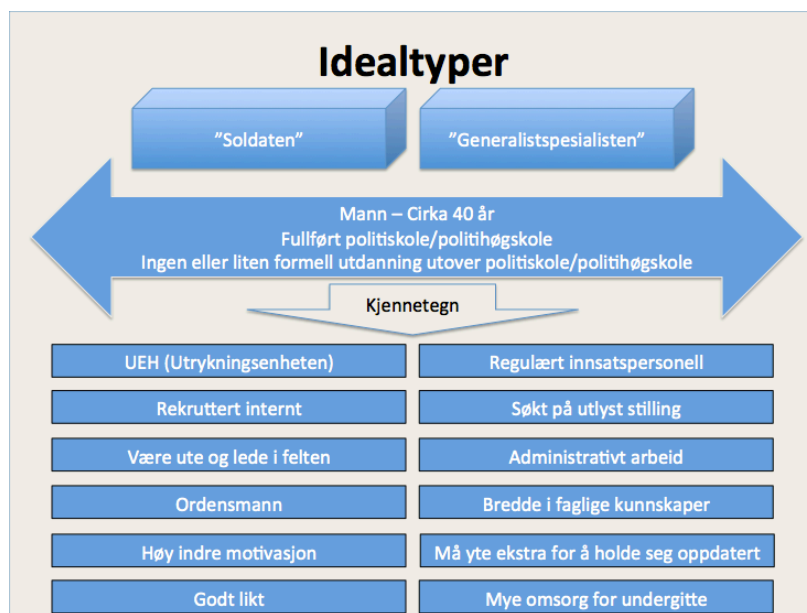 Idealtyper
”Soldaten”
”Generalistspesialisten”
Mann – Cirka 40 år
Fullført politiskole/politihøgskole
Ingen eller liten formell utdanning utover politiskole/politihøgskole
Kjennetegn
UEH (Utrykningsenheten)
Regulært innsatspersonell
Rekruttert internt
Søkt på utlyst stilling
Være ute og lede i felten
Administrativt arbeid
Ordensmann
Bredde i faglige kunnskaper
Høy indre motivasjon
Må yte ekstra for å holde seg oppdatert
Godt likt
Mye omsorg for undergitte